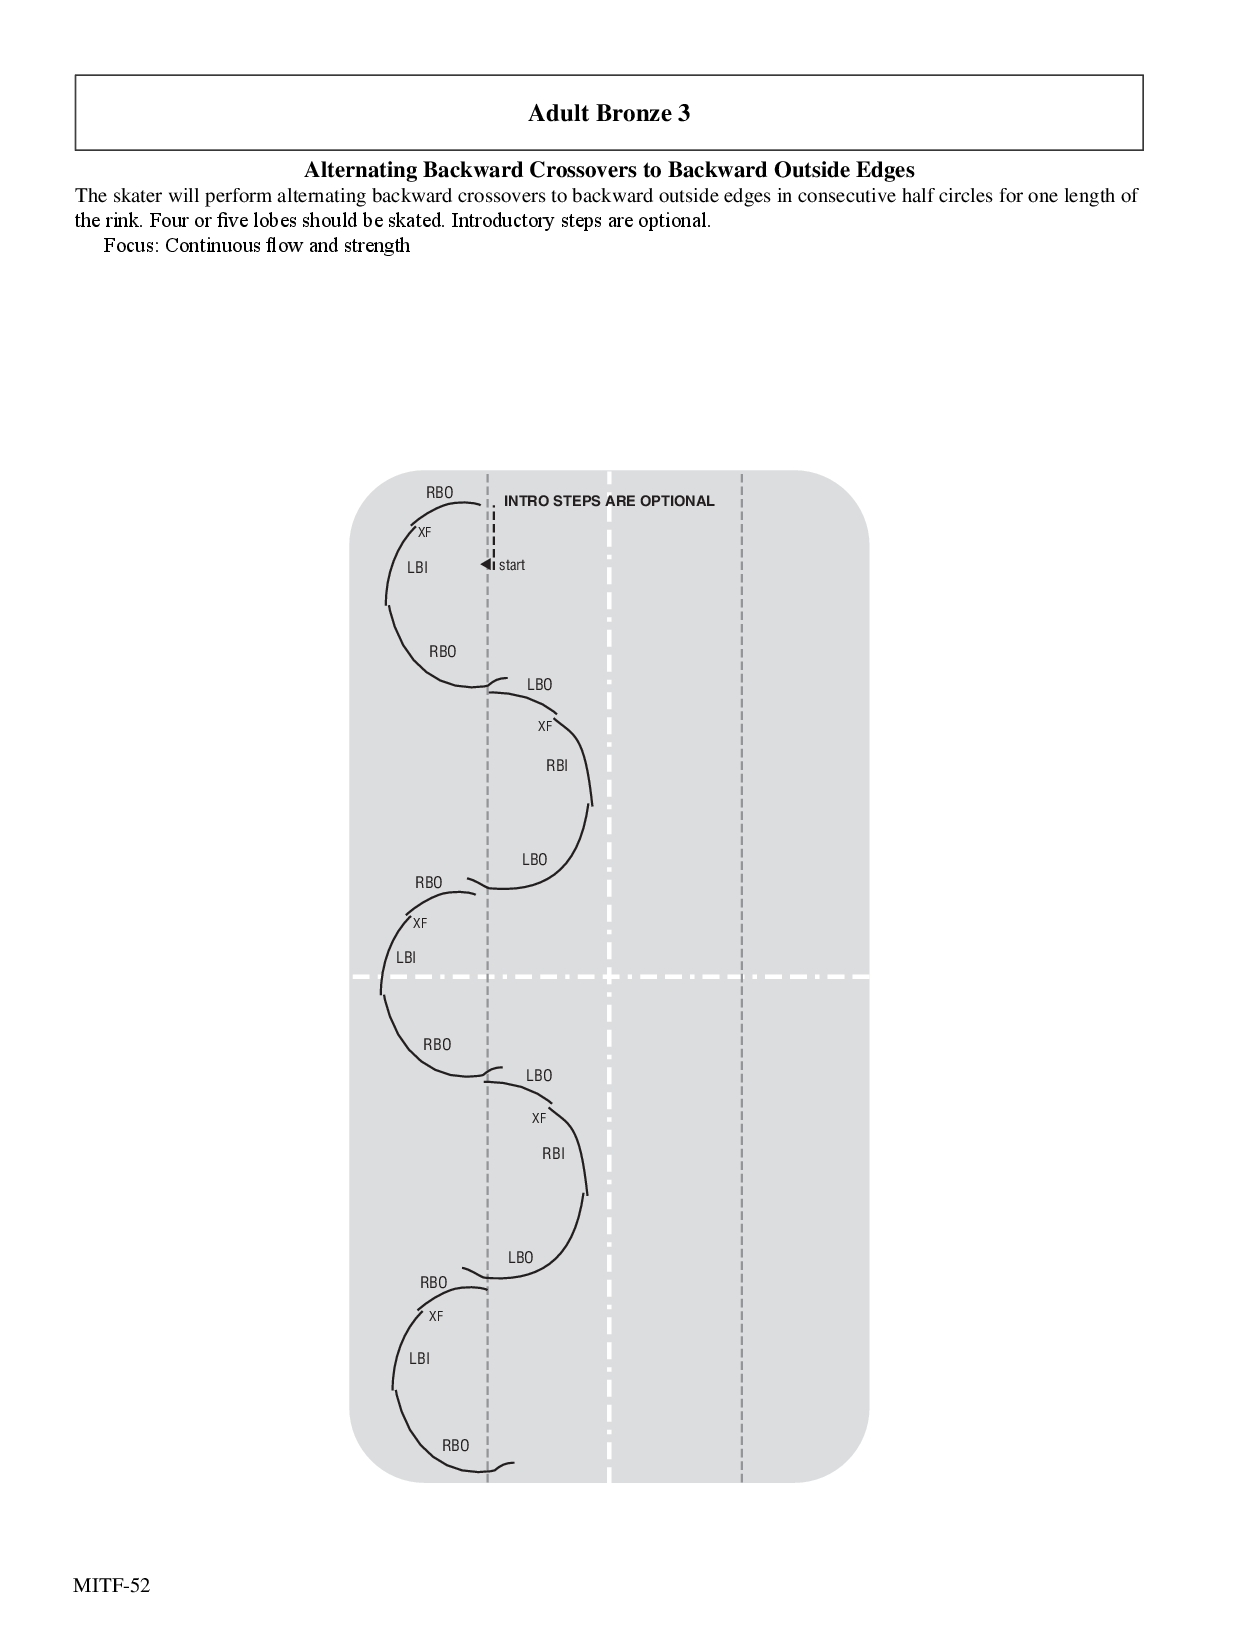 Adult Bronze 3
Alternating Backward Crossovers to Backward Outside Edges
The skater will perform alternating backward crossovers to backward outside edges in consecutive half circles for one length of
the rink. Four or five lobes should be skated. Introductory steps are optional.
Focus: Continuous flow and strength
RBO
INTRO STEPS ARE OPTIONAL
XF
LBI
start
RBO
LBO
XF
RBI
LBO
RBO
XF
LBI
RBO
LBO
XF
RBI
LBO
RBO
XF
LBI
RBO
MITF-52